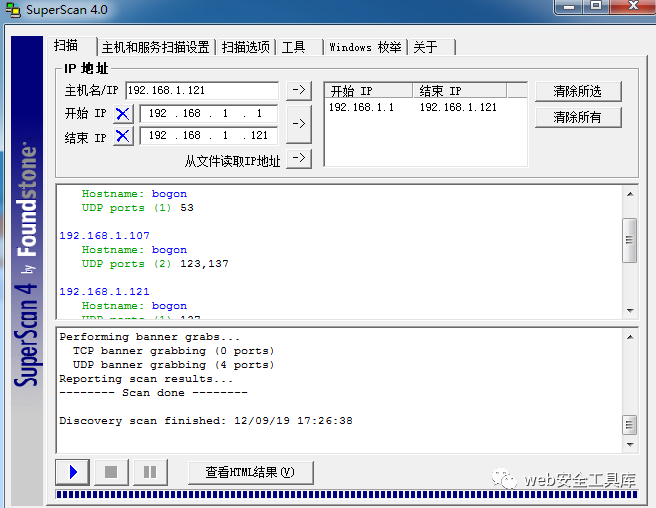 SuperScan 4.0
扫描 主机和服务扫描设置 扫描选项 工具 Windows 枚举 关于
IP 地址
主机名/IP 192.168.1.121 ->
开始 IP 192 .168 . 1 . 1
结束 IP 192 .168 . 1 .121
->
从文件读取IP地址 ->
开始 IP 结束 IP
192.168.1.1 192.168.1.121
清除所选
清除所有
SuperScan 4 by Foundstone
Hostname: bogon
UDP ports (1) 53
192.168.1.107
Hostname: bogon
UDP ports (2) 123,137
192.168.1.121
Hostname: bogon
UDP ports (1) 137
Performing banner grabs...
TCP banner grabbing (0 ports)
UDP banner grabbing (4 ports)
Reporting scan results...
-------- Scan done --------
Discovery scan finished: 12/09/19 17:26:38
查看HTML结果(V)
web安全工具库